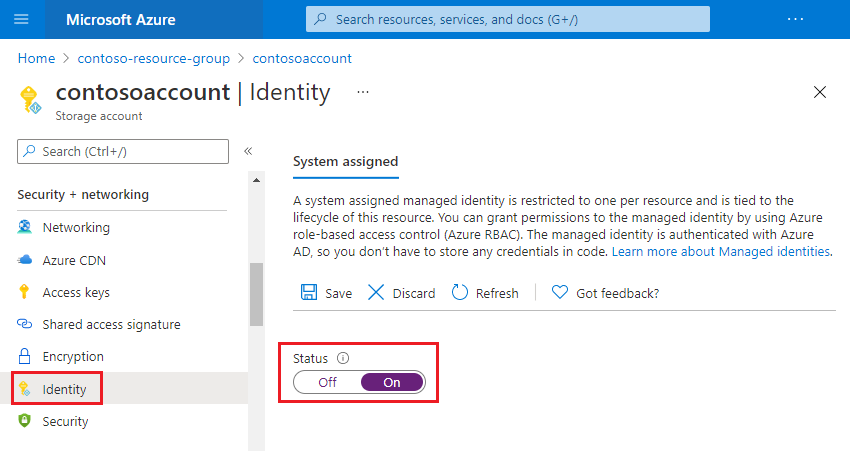 Microsoft Azure
Search resources, services, and docs (G+/)
...
Home > contoso-resource-group > contosoaccount
contosoaccount | Identity ...
Storage account
Search (Ctrl+/)
«
Security + networking
Networking
Azure CDN
Access keys
Shared access signature
Encryption
Identity
Security
System assigned
A system assigned managed identity is restricted to one per resource and is tied to the
lifecycle of this resource. You can grant permissions to the managed identity by using Azure
role-based access control (Azure RBAC). The managed identity is authenticated with Azure
AD, so you don't have to store any credentials in code. Learn more about Managed identities.
Save Discard Refresh | Got feedback?
Status
Off On